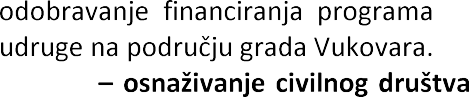 odobravanje financiranja programa
udruge na području grada Vukovara.
– osnaživanje civilnog društva